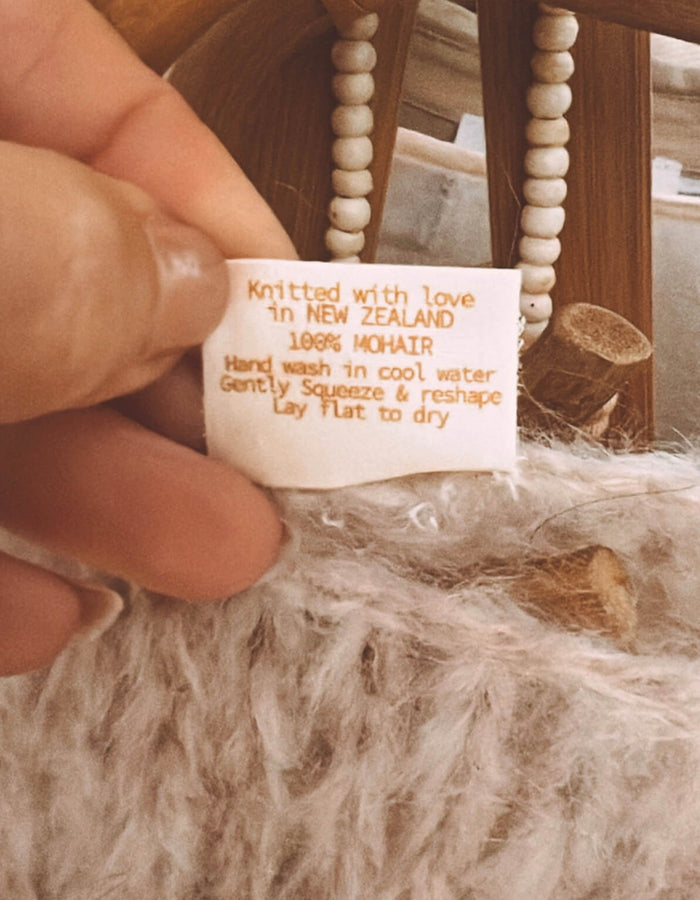 Knitted with love
in NEW ZEALAND
100% MOHAIR
Hand wash in cool water
Gently Squeeze & reshape
Lay flat to dry